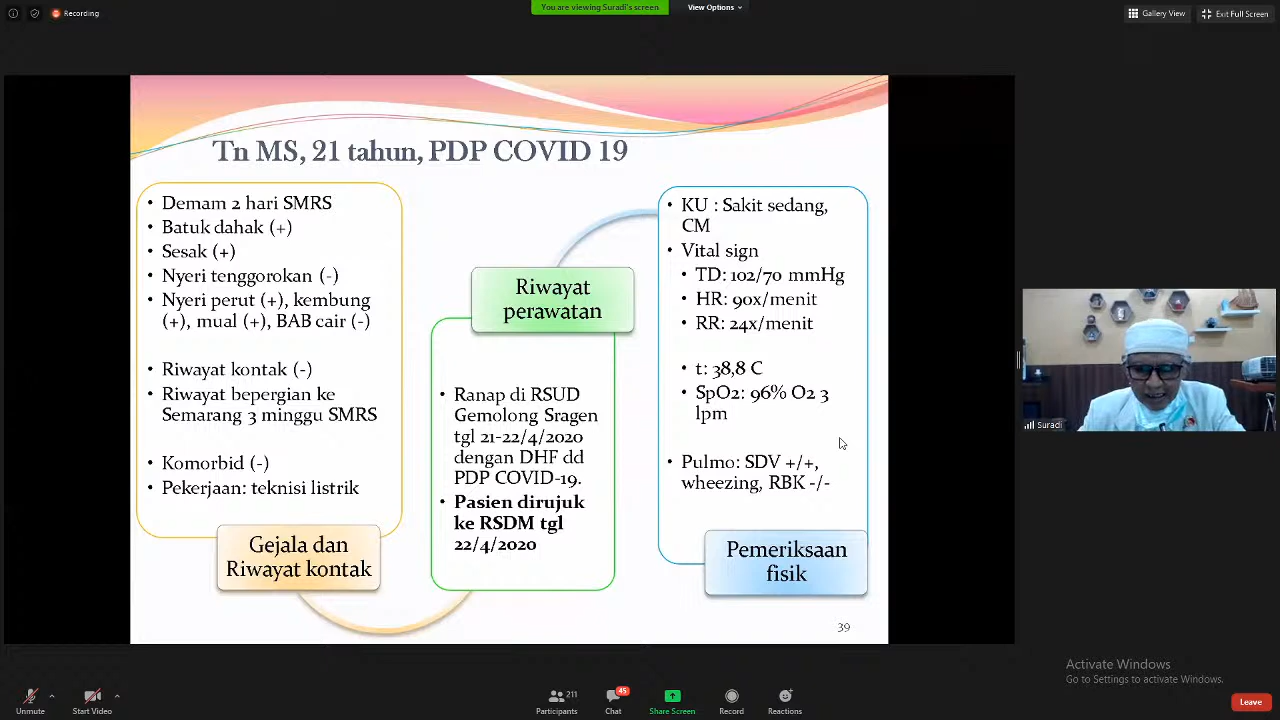 Recording
You are viewing Suradi's screen
View Options
Gallery View
Exit Full Screen
Tn MS, 21 tahun, PDP COVID 19
• Demam 2 hari SMRS
• Batuk dahak (+)
• Sesak (+)
• Nyeri tenggorokan (-)
• Nyeri perut (+), kembung
(+), mual (+), BAB cair (-)
• Riwayat kontak (-)
• Riwayat bepergian ke
Semarang 3 minggu SMRS
• Komorbid (-)
• Pekerjaan: teknisi listrik
Gejala dan
Riwayat kontak
Riwayat
perawatan
• Ranap di RSUD
Gemolong Sragen
tgl 21-22/4/2020
dengan DHF dd
PDP COVID-19.
• Pasien dirujuk
ke RSDM tgl
22/4/2020
• KU : Sakit sedang,
CM
• Vital sign
• TD: 102/70 mmHg
• HR: 90x/menit
• RR: 24x/menit
• t: 38,8 C
• SpO2: 96% O2 3
lpm
• Pulmo: SDV +/+,
wheezing, RBK -/-
Pemeriksaan
fisik
39
Suradi
Activate Windows
Go to Settings to activate Windows.
Unmute
Start Video
211
Participants
45
Chat
Share Screen
Record
Reactions
Leave